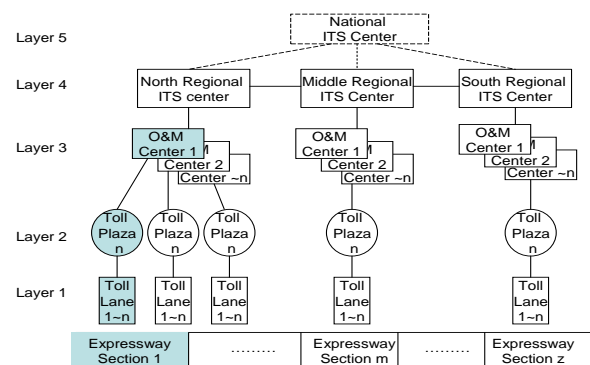 National
ITS Center
Layer 5
Layer 4
North Regional
ITS center
Middle Regional
ITS Center
South Regional
ITS Center
Layer 3
O&M
Center 1
M
Center 2
Center ~n
O&M
Center 1
M
Center 2
Center ~n
O&M
Center 1
M
Center 2
Center ~n
Layer 2
Toll
Plaza
n
Toll
Plaza
n
Toll
Plaza
n
Toll
Plaza
n
Toll
Plaza
n
Layer 1
Toll
Lane
1~n
Toll
Lane
1~n
Toll
Lane
1~n
Toll
Lane
1~n
Toll
Lane
1~n
Expressway
Section 1
.........
Expressway
Section m
.........
Expressway
Section z